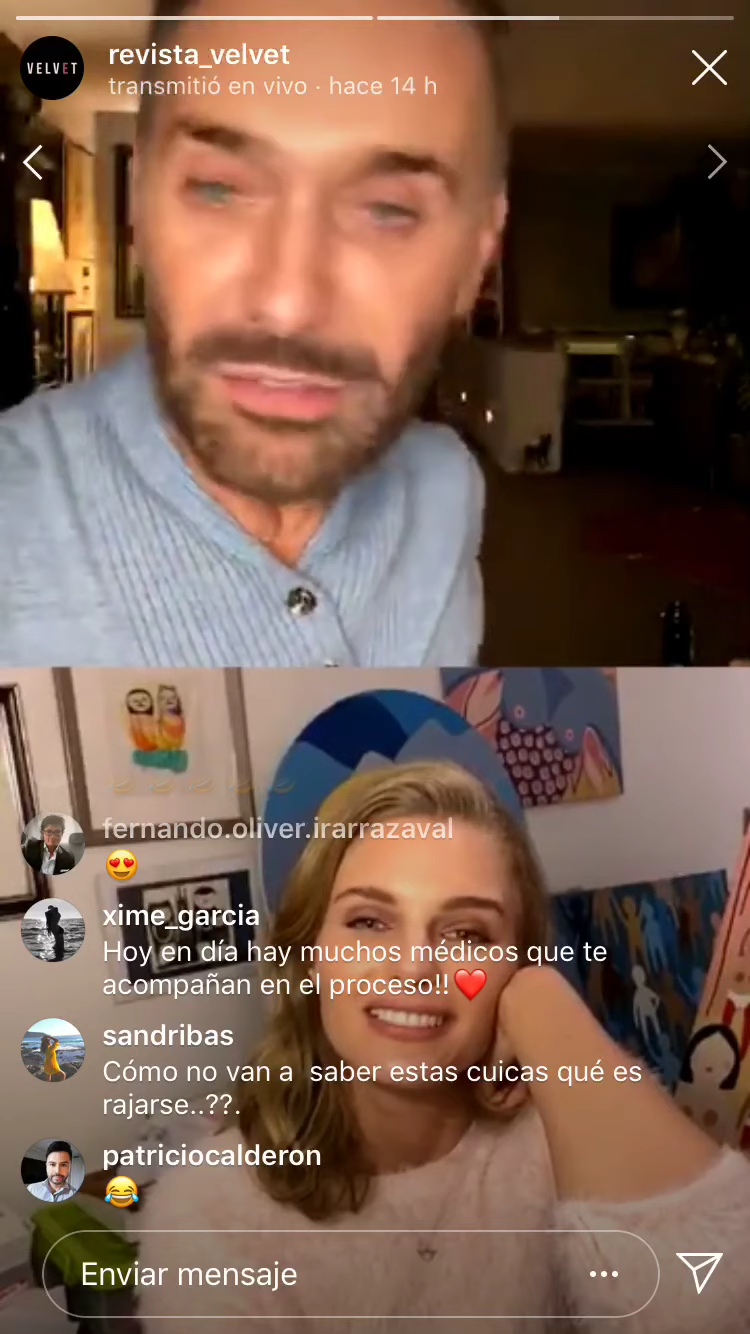 VELVET
revista_velvet
transmitió en vivo · hace 14 h
fernando.oliver.irarrazaval
😍
xime_garcia
Hoy en día hay muchos médicos que te
acompañan en el proceso!!❤️
sandribas
Cómo no van a  saber estas cuicas qué es
rajarse..??.
patriciocalderon
😂
Enviar mensaje